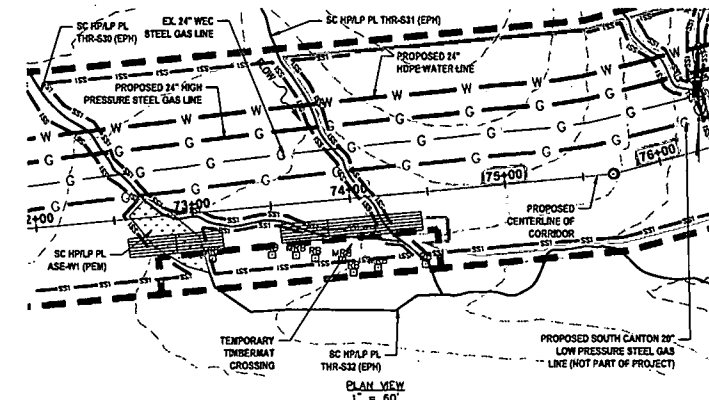 SC HP/LP PL
THR-S30 (EPH)
EX. 24" WEC
STEEL GAS LINE
SC HP/LP PL THR-S31 (EPH)
PROPOSED 24"
HOPE WATER LINE
PROPOSED 24" HIGH
PRESSURE STEEL GAS LINE
FLOW
73+00
74+00
75+00
76+00
2+00
PROPOSED
CENTERLINE OF
CORRIDOR
SC HP/LP PL
ASE-W1 (PEM)
TEMPORARY
TIMBERMAT
CROSSING
SC HP/LP PL
THR-S32 (EPH)
PROPOSED SOUTH CANTON 20"
LOW PRESSURE STEEL GAS
LINE (NOT PART OF PROJECT)
PLAN VIEW
1" = 60'